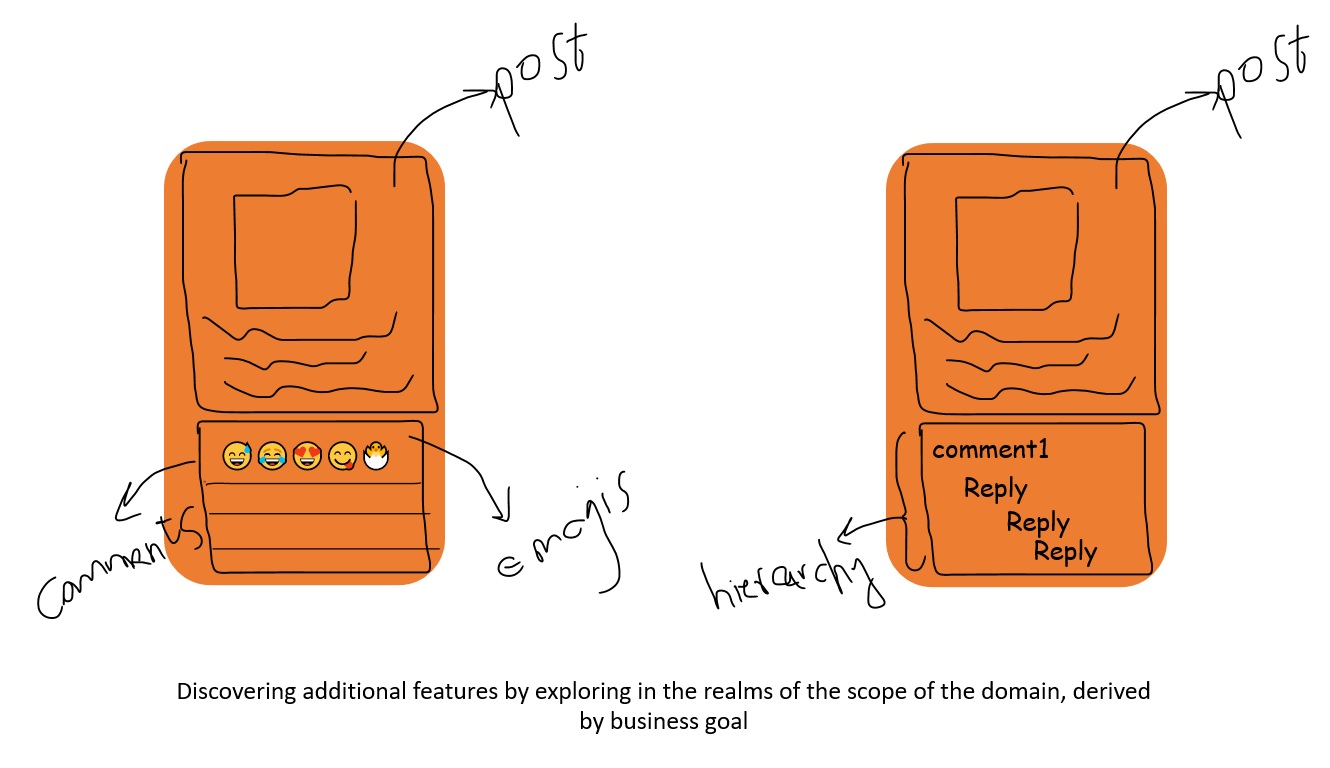 post
comments
emojis
post
comment1
Reply
Reply
Reply
hierarchy
Discovering additional features by exploring in the realms of the scope of the domain, derived
by business goal